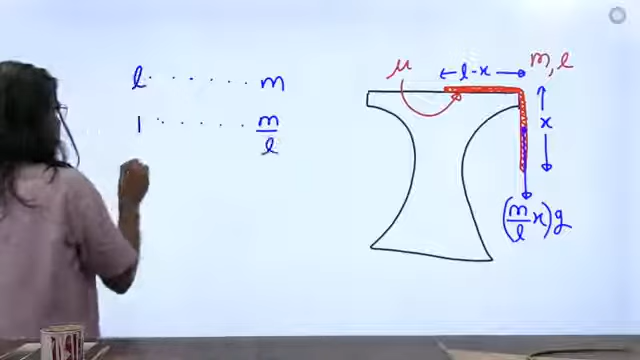 l . . . . . . m
1 . . . . . . m/l
μ
l-x
m, l
x
(m/l x)g